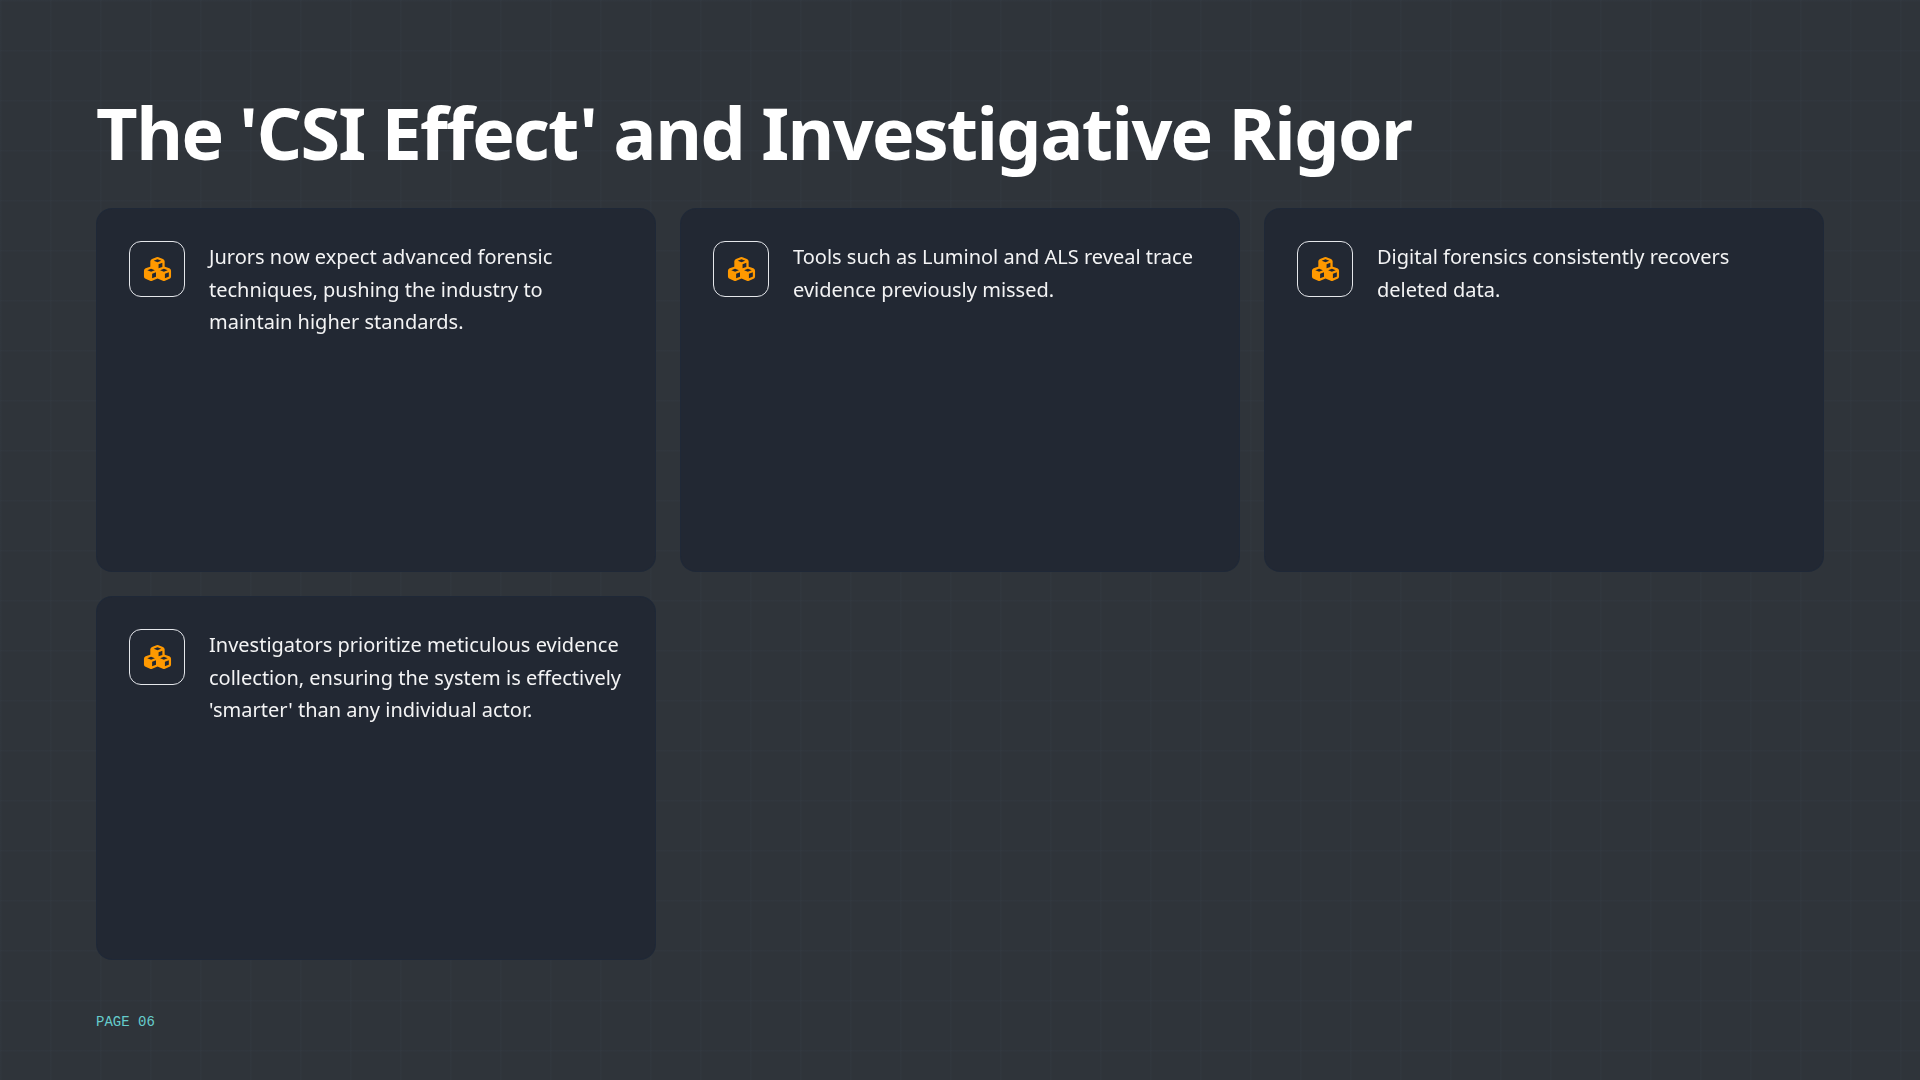 The 'CSI Effect' and Investigative Rigor
Jurors now expect advanced forensic
techniques, pushing the industry to
maintain higher standards.
Tools such as Luminol and ALS reveal trace
evidence previously missed.
Digital forensics consistently recovers
deleted data.
Investigators prioritize meticulous evidence
collection, ensuring the system is effectively
'smarter' than any individual actor.
PAGE 06